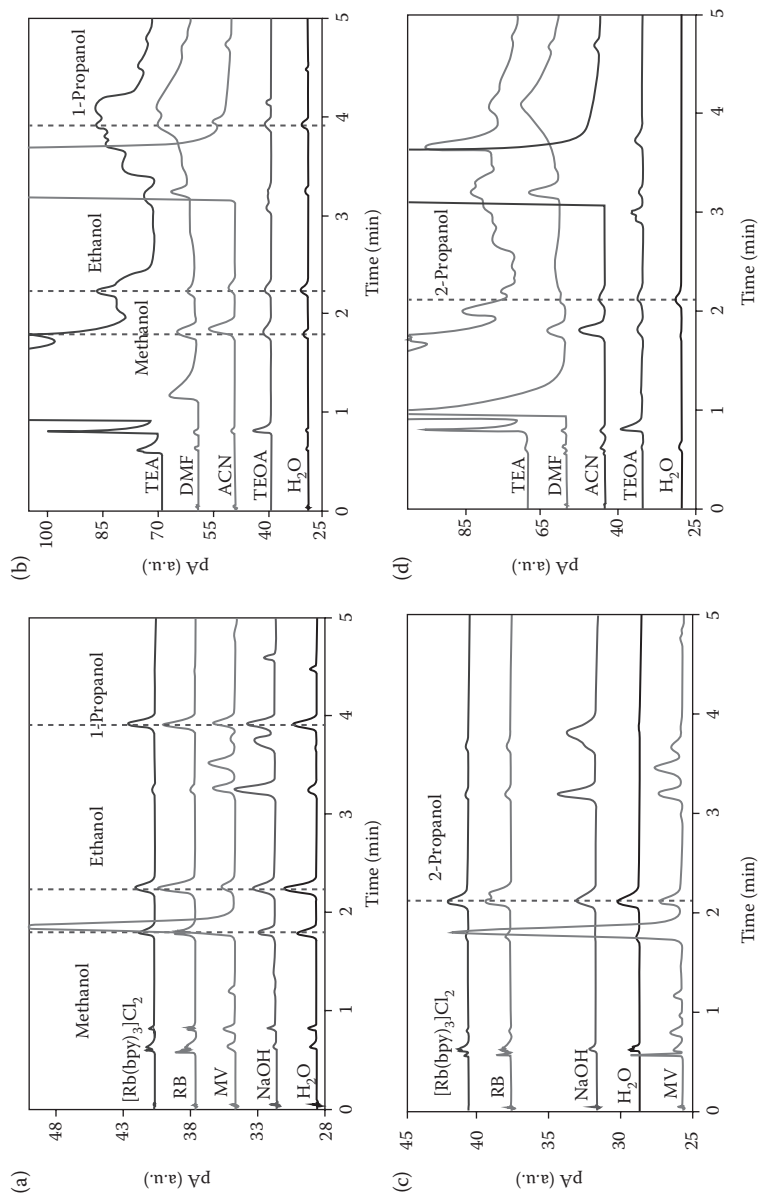 (a)
48
43
38
33
28
pA (a.u.)
Methanol
Ethanol
1-Propanol
[Rb(bpy)3]Cl2
RB
MV
NaOH
H2O
0
1
2
3
4
5
Time (min)
(b)
100
85
70
55
40
25
pA (a.u.)
Methanol
Ethanol
1-Propanol
TEA
DMF
ACN
TEOA
H2O
0
1
2
3
4
5
Time (min)
(c)
45
40
35
30
25
pA (a.u.)
2-Propanol
[Rb(bpy)3]Cl2
RB
NaOH
H2O
MV
0
1
2
3
4
5
Time (min)
(d)
85
65
40
25
pA (a.u.)
2-Propanol
TEA
DMF
ACN
TEOA
H2O
0
1
2
3
4
5
Time (min)